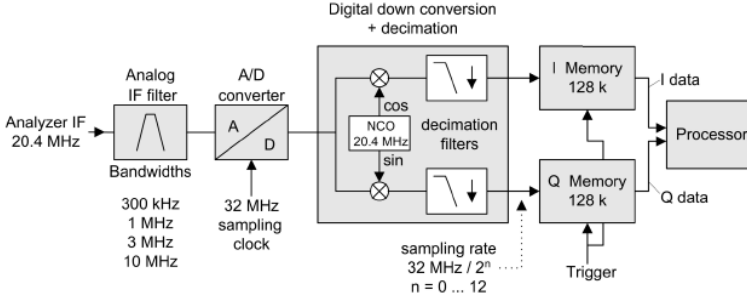 Digital down conversion
+ decimation
Analog
IF filter
A/D
converter
Analyzer IF
20.4 MHz
Bandwidths
300 kHz
1 MHz
3 MHz
10 MHz
A
D
32 MHz
sampling
clock
cos
NCO
20.4 MHz
sin
decimation
filters
I Memory
128 k
Q Memory
128 k
I data
Processor
Q data
sampling rate
32 MHz / 2ⁿ
n = 0 ... 12
Trigger